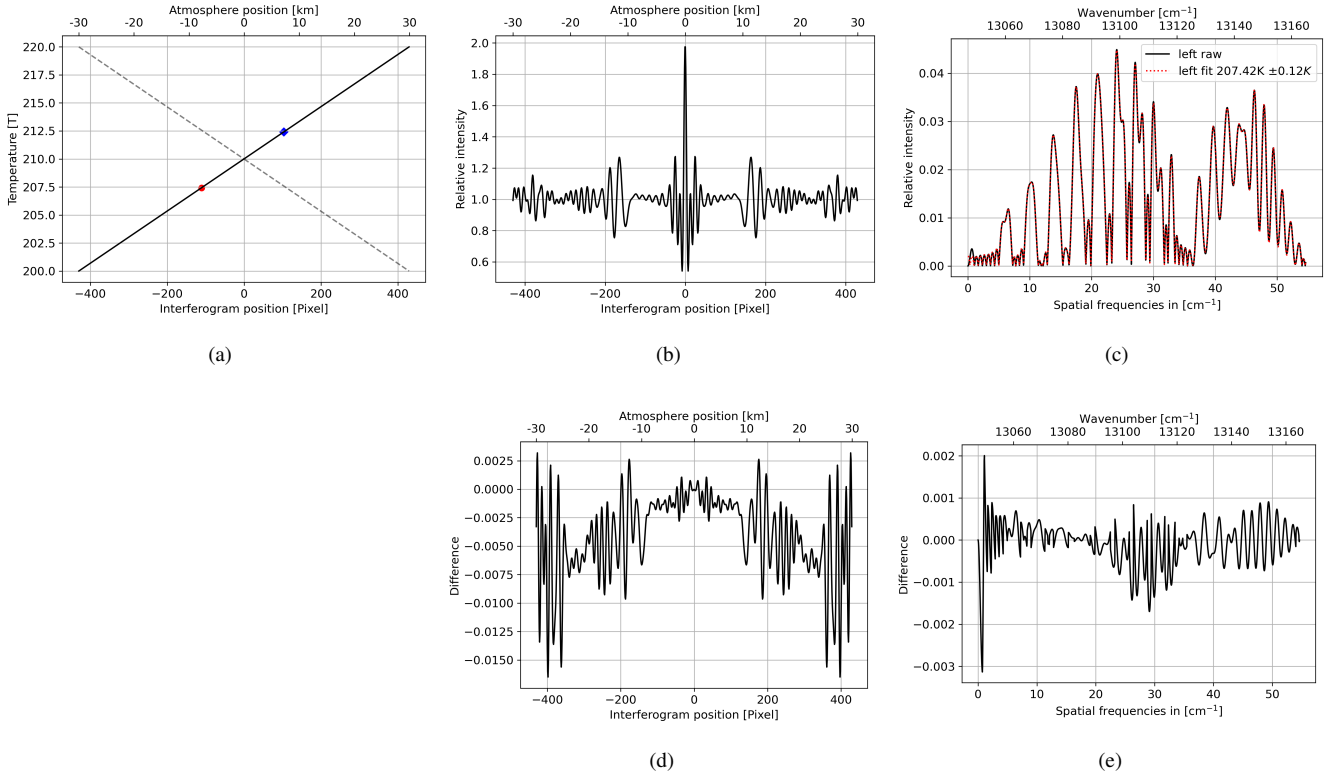 Atmosphere position [km]
-30 -20 -10 0 10 20 30
220.0
217.5
215.0
212.5
210.0
207.5
205.0
202.5
200.0
Temperature [T]
−400 −200 0 200 400
Interferogram position [Pixel]
(a)
Atmosphere position [km]
-30 -20 -10 0 10 20 30
2.0
1.8
1.6
1.4
1.2
1.0
0.8
0.6
Relative intensity
−400 −200 0 200 400
Interferogram position [Pixel]
(b)
Wavenumber [cm⁻¹]
13060 13080 13100 13120 13140 13160
left raw
left fit 207.42K ±0.12K
0.04
0.03
0.02
0.01
0.00
Relative intensity
0 10 20 30 40 50
Spatial frequencies in [cm⁻¹]
(c)
Atmosphere position [km]
-30 -20 -10 0 10 20 30
0.0025
0.0000
−0.0025
−0.0050
−0.0075
−0.0100
−0.0125
−0.0150
Difference
−400 −200 0 200 400
Interferogram position [Pixel]
(d)
Wavenumber [cm⁻¹]
13060 13080 13100 13120 13140 13160
0.002
0.001
0.000
−0.001
−0.002
−0.003
Difference
0 10 20 30 40 50
Spatial frequencies in [cm⁻¹]
(e)